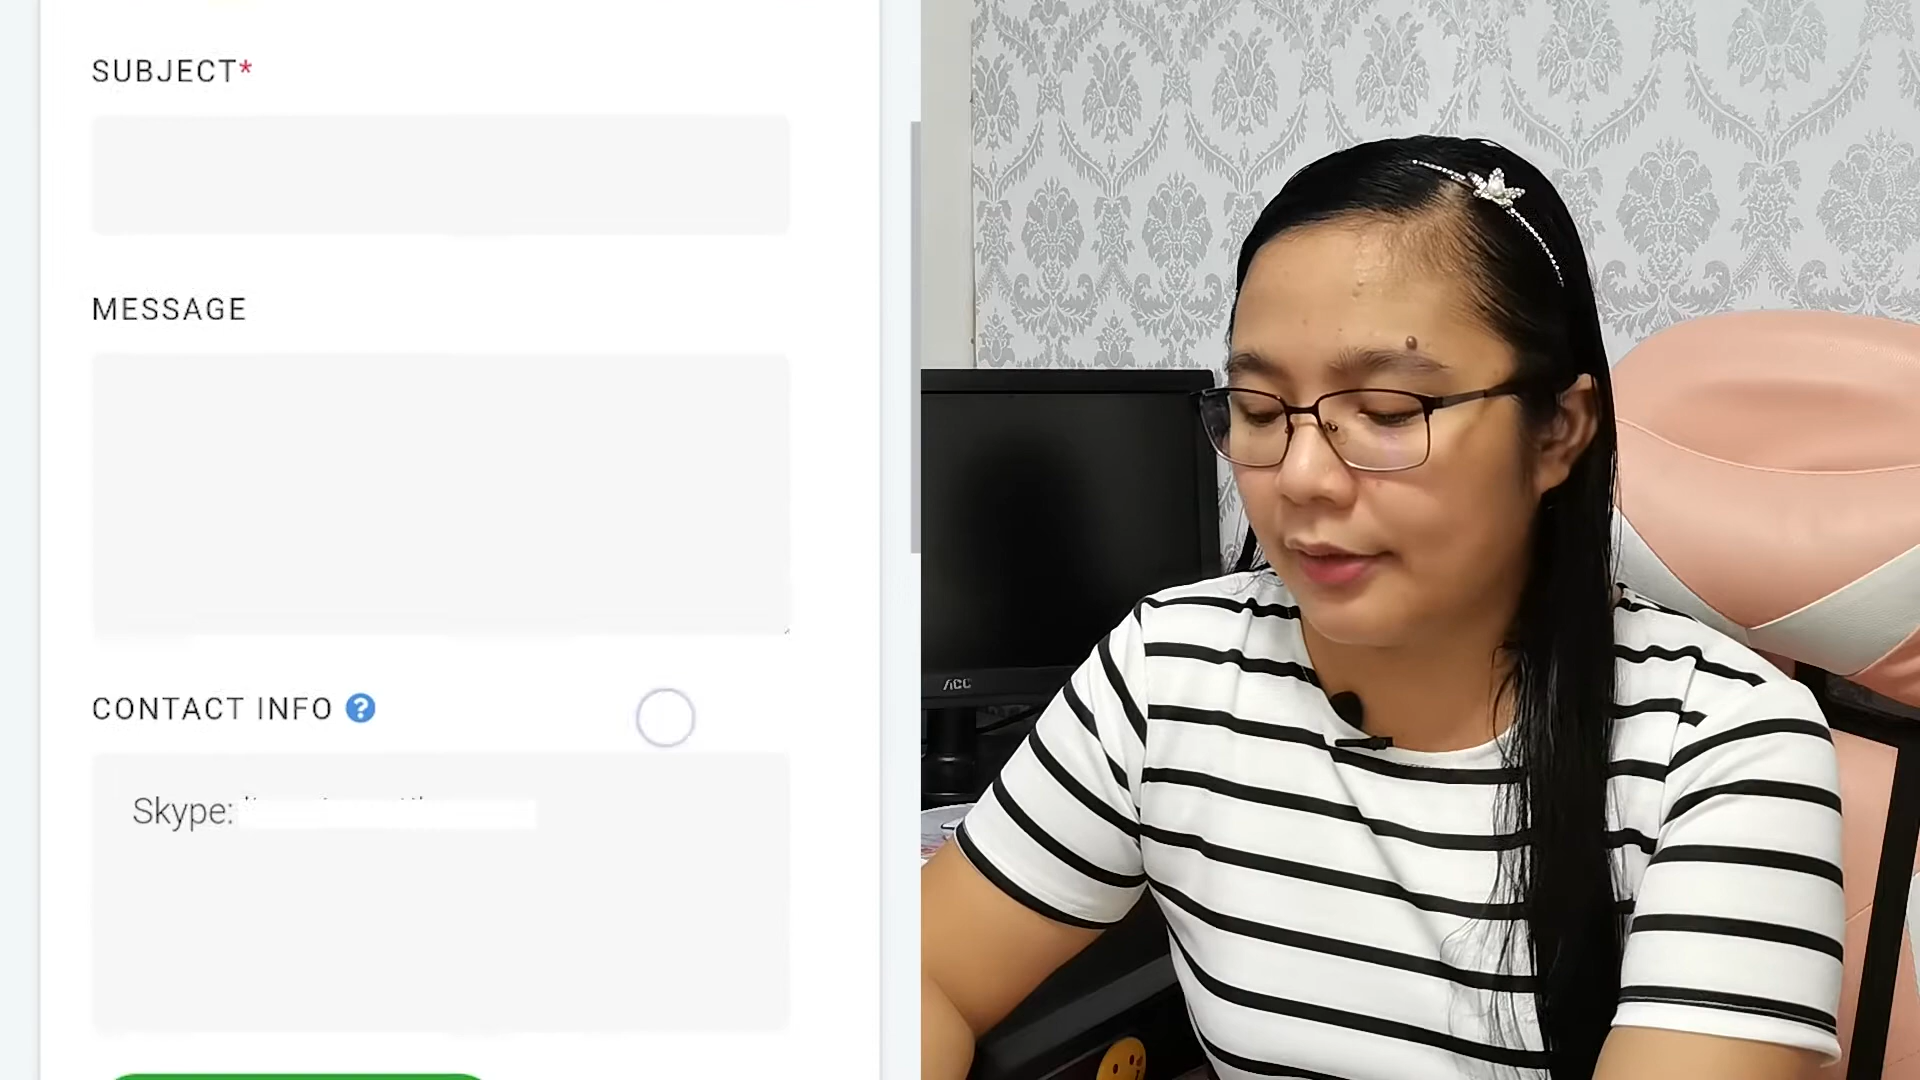 SUBJECT*
MESSAGE
CONTACT INFO ?
Skype:
AOC